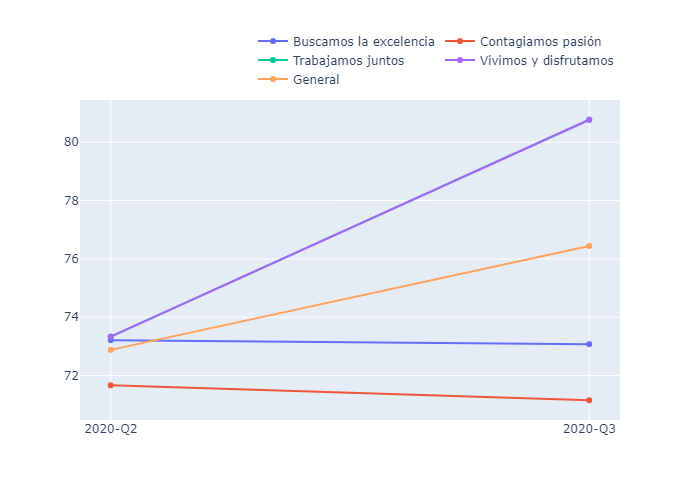 Buscamos la excelencia Contagiamos pasión
Trabajamos juntos Vivimos y disfrutamos
General
80
78
76
74
72
2020-Q2 2020-Q3